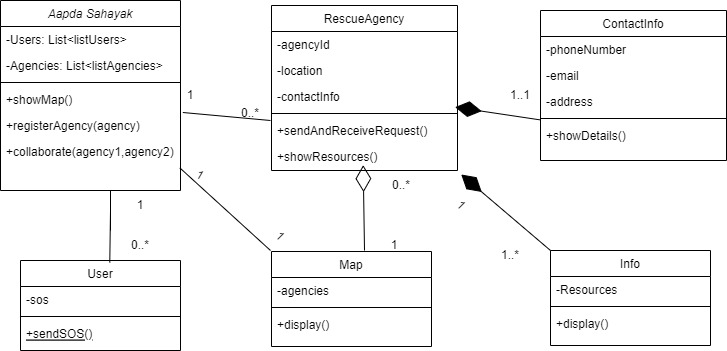 Aapda Sahayak
-Users: List<listUsers>
-Agencies: List<listAgencies>
+showMap()
+registerAgency(agency)
+collaborate(agency1,agency2)
RescueAgency
-agencyId
-location
-contactInfo
+sendAndReceiveRequest()
+showResources()
ContactInfo
-phoneNumber
-email
-address
+showDetails()
1
0..*
1..1
1
0..*
1
1
0..*
1
1
1..*
User
-sos
+sendSOS()
Map
-agencies
+display()
Info
-Resources
+display()